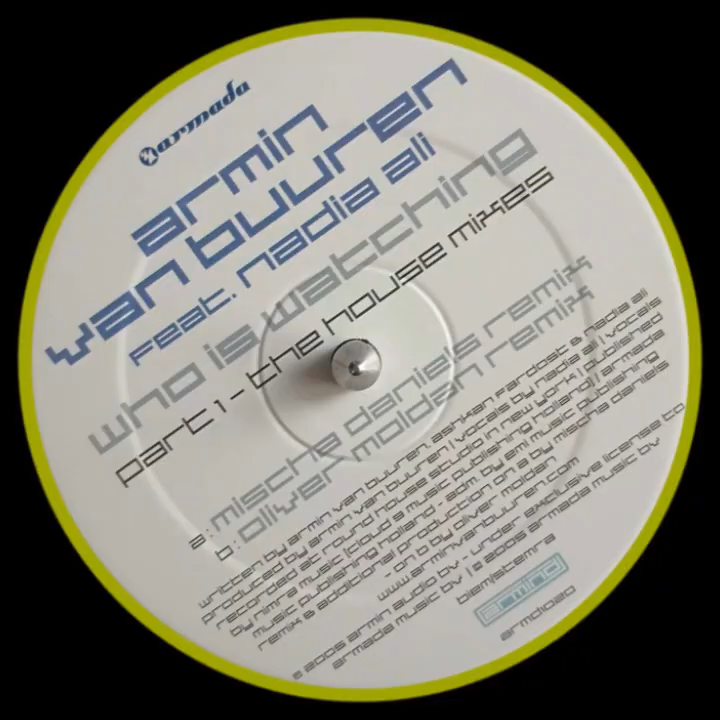 armada
armin
van buuren
feat. nadia ali
who is watching
part 1 - the house mixes
a: mischa daniels remix
b: oliver moldan remix
written by armin van buuren, ashkan fardost & nadia ali
produced by armin van buuren | vocals by nadia ali | vocals
recorded at round house studio in new york | published
by nimra music [cloud 9 music publishing holland] / armada
music publishing holland - adm. by emi music publishing
remix & additional production on a by mischa daniels
- on b by oliver moldan
www.arminvanbuuren.com
© 2005 armin audio bv - under exclusive license to
armada music bv | ℗ 2005 armada music bv
biem/stemra
armind
armd1020